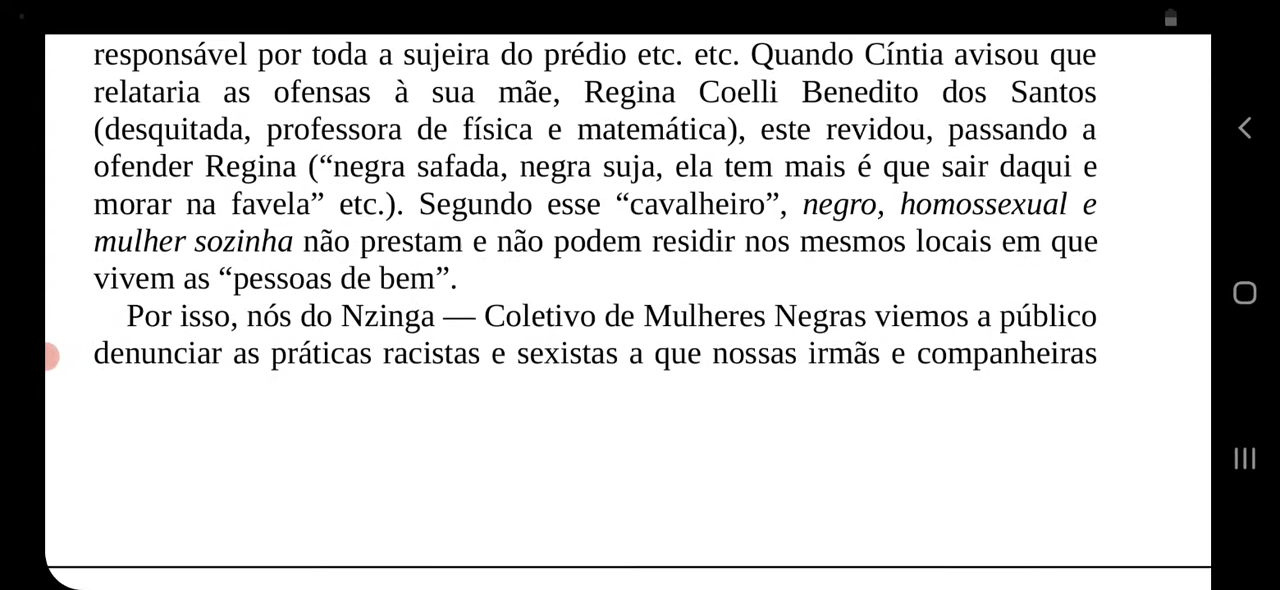 responsável por toda a sujeira do prédio etc. etc. Quando Cíntia avisou que
relataria as ofensas à sua mãe, Regina Coelli Benedito dos Santos
(desquitada, professora de física e matemática), este revidou, passando a
ofender Regina (“negra safada, negra suja, ela tem mais é que sair daqui e
morar na favela” etc.). Segundo esse “cavalheiro”, negro, homossexual e
mulher sozinha não prestam e não podem residir nos mesmos locais em que
vivem as “pessoas de bem”.
Por isso, nós do Nzinga — Coletivo de Mulheres Negras viemos a público
denunciar as práticas racistas e sexistas a que nossas irmãs e companheiras